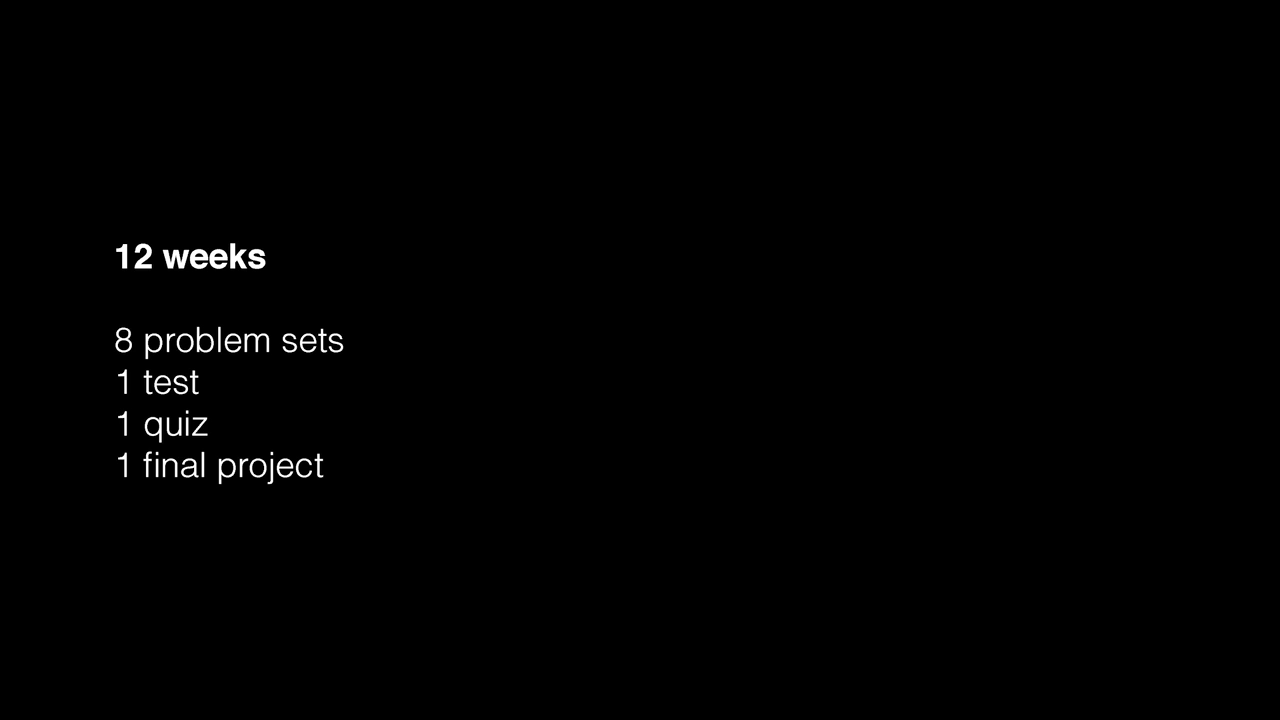 12 weeks
8 problem sets
1 test
1 quiz
1 final project